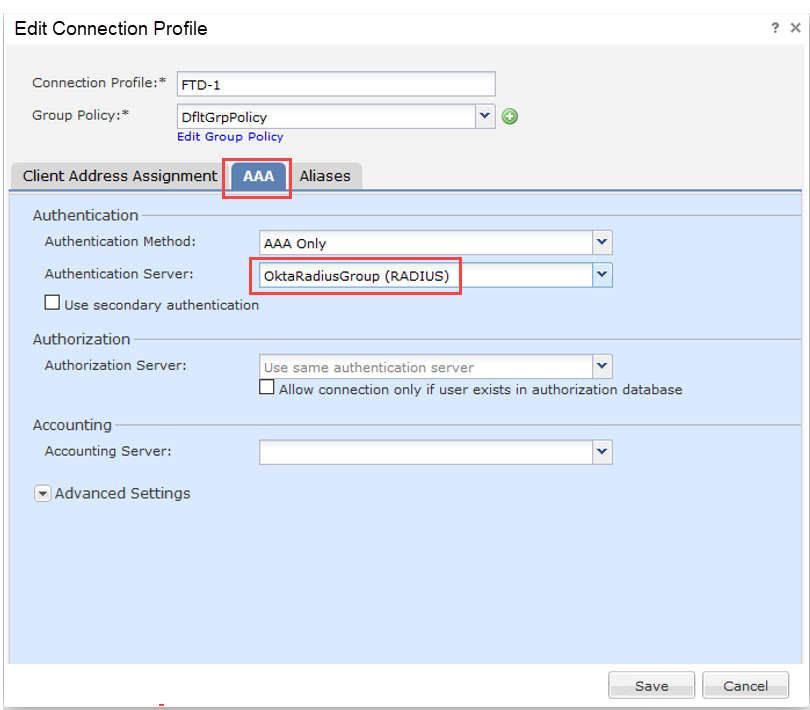 Edit Connection Profile ?
Connection Profile:* FTD-1
Group Policy:* DfltGrpPolicy
Edit Group Policy
Client Address Assignment AAA Aliases
Authentication
Authentication Method: AAA Only
Authentication Server: OktaRadiusGroup (RADIUS)
Use secondary authentication
Authorization
Authorization Server: Use same authentication server
Allow connection only if user exists in authorization database
Accounting
Accounting Server:
Advanced Settings
Save Cancel